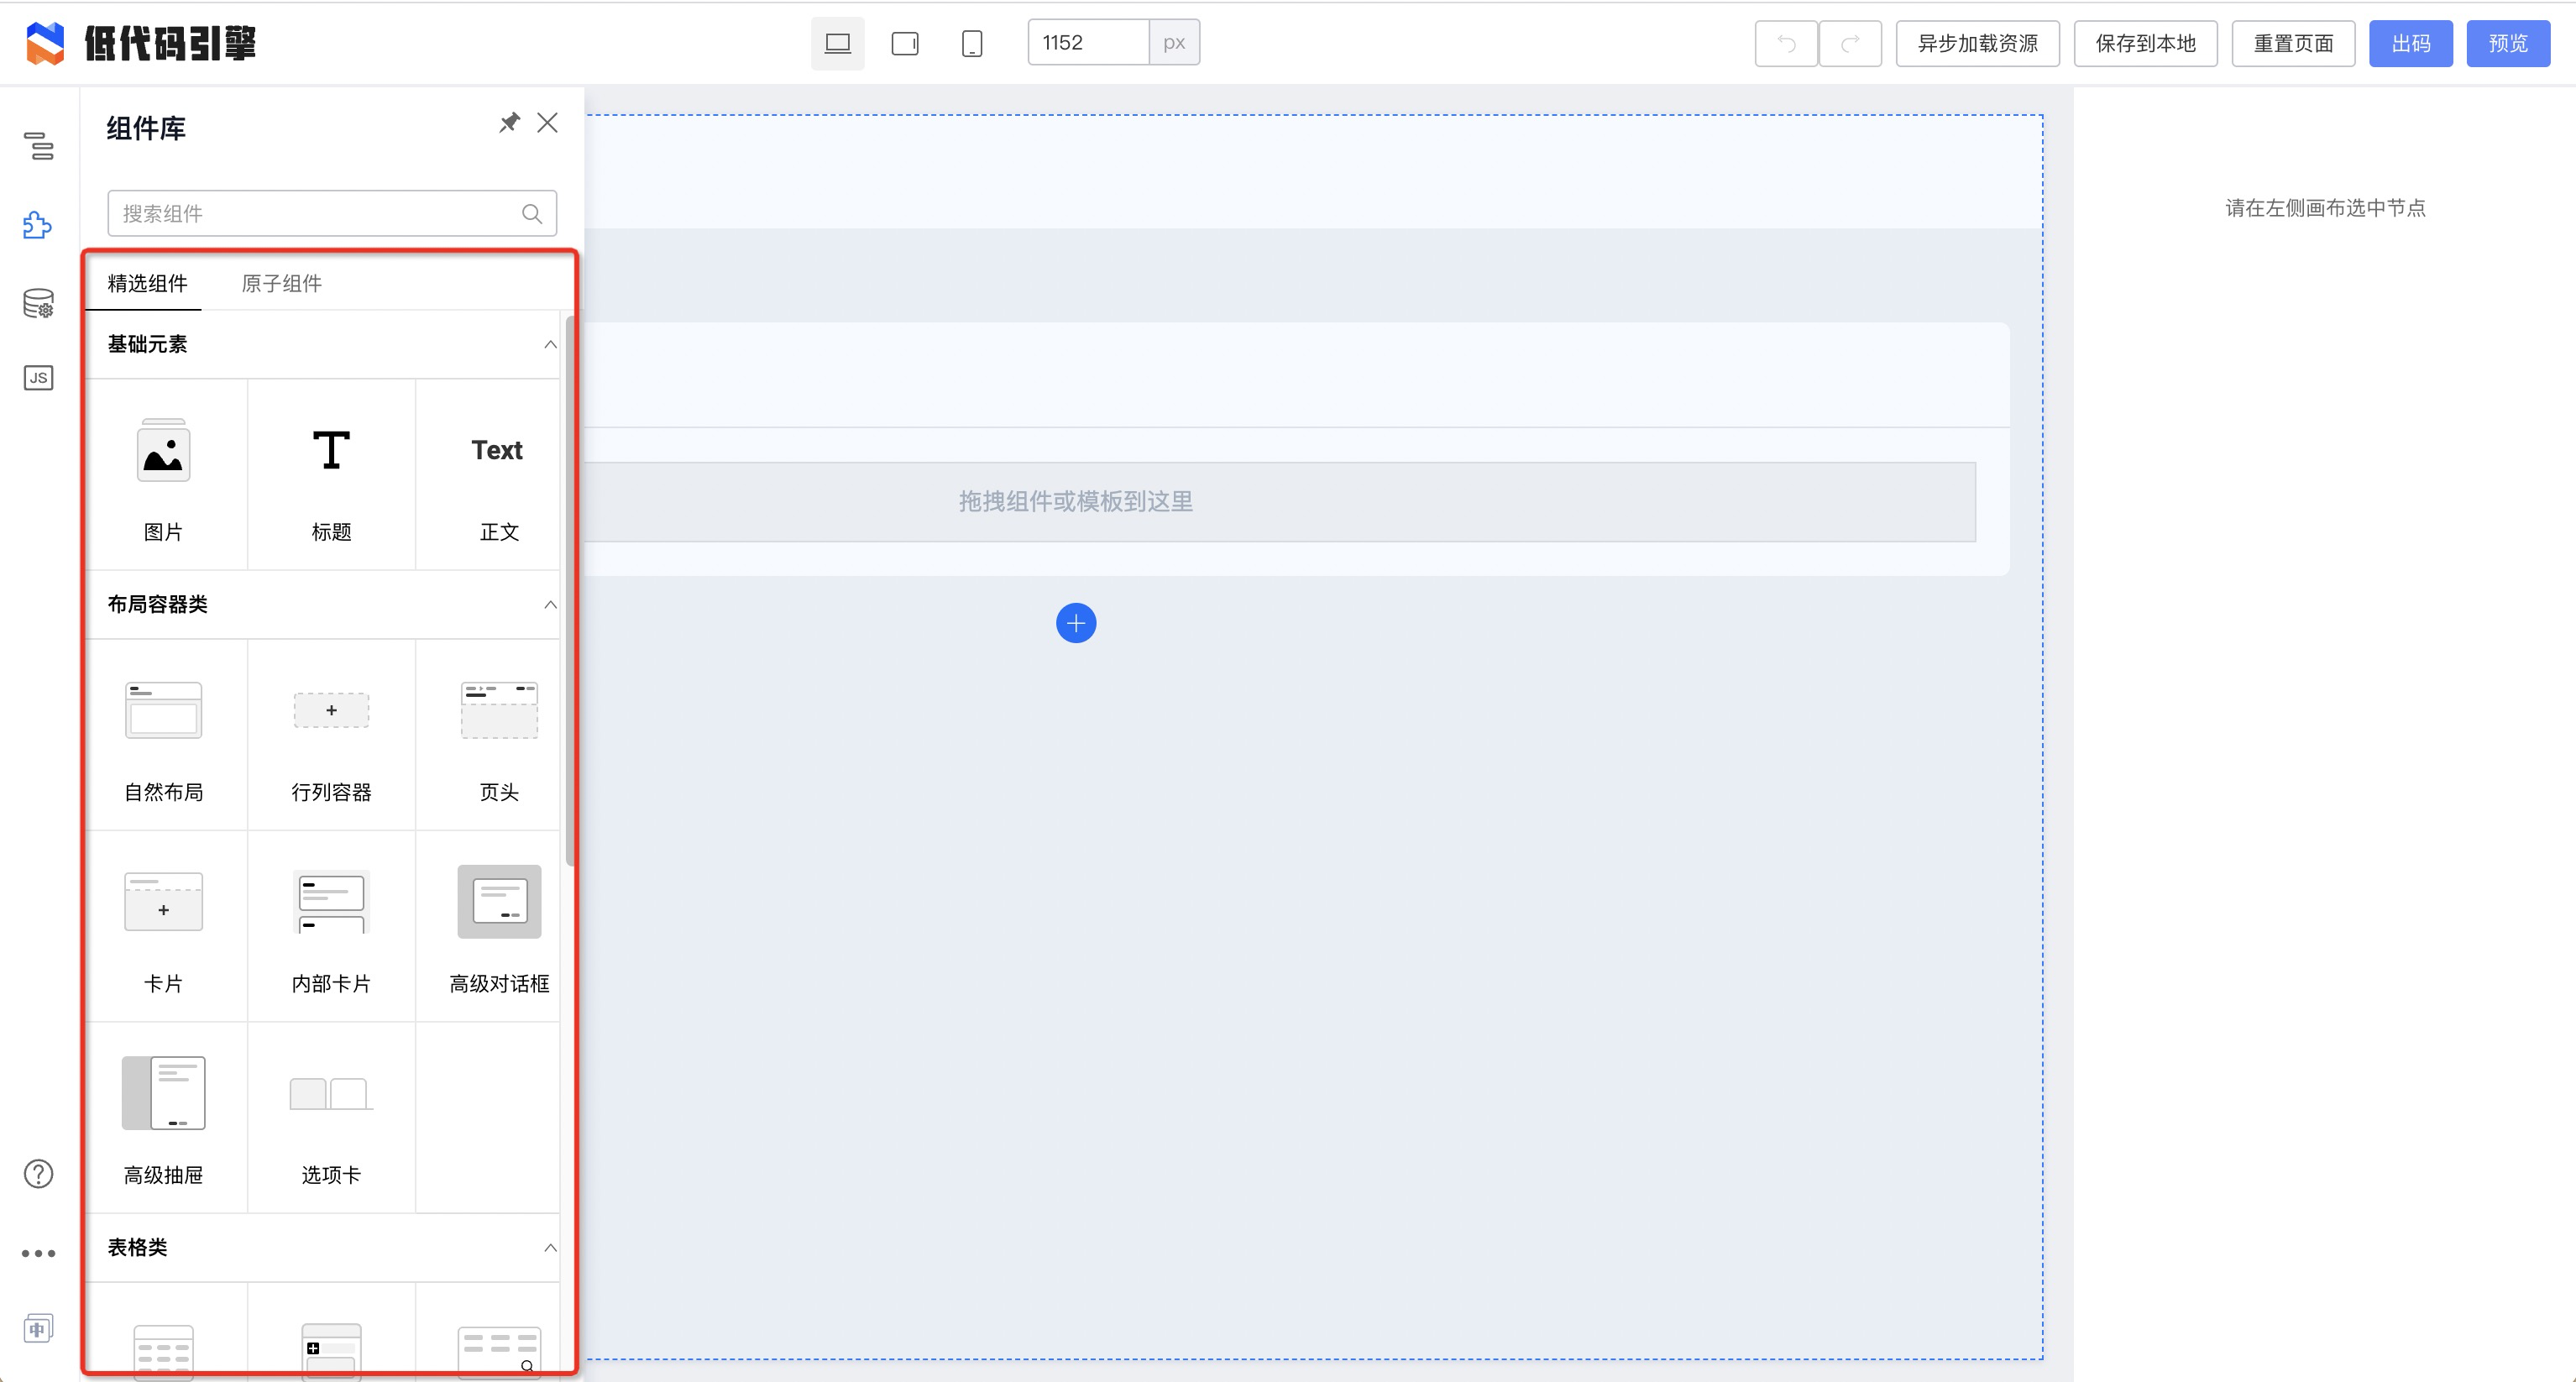 低代码引擎
1152 px
异步加载资源 保存到本地 重置页面 出码 预览
组件库
搜索组件
精选组件 原子组件
基础元素
Text
图片 标题 正文
布局容器类
自然布局 行列容器 页头
卡片 内部卡片 高级对话框
高级抽屉 选项卡
表格类
JS
中
拖拽组件或模板到这里
请在左侧画布选中节点